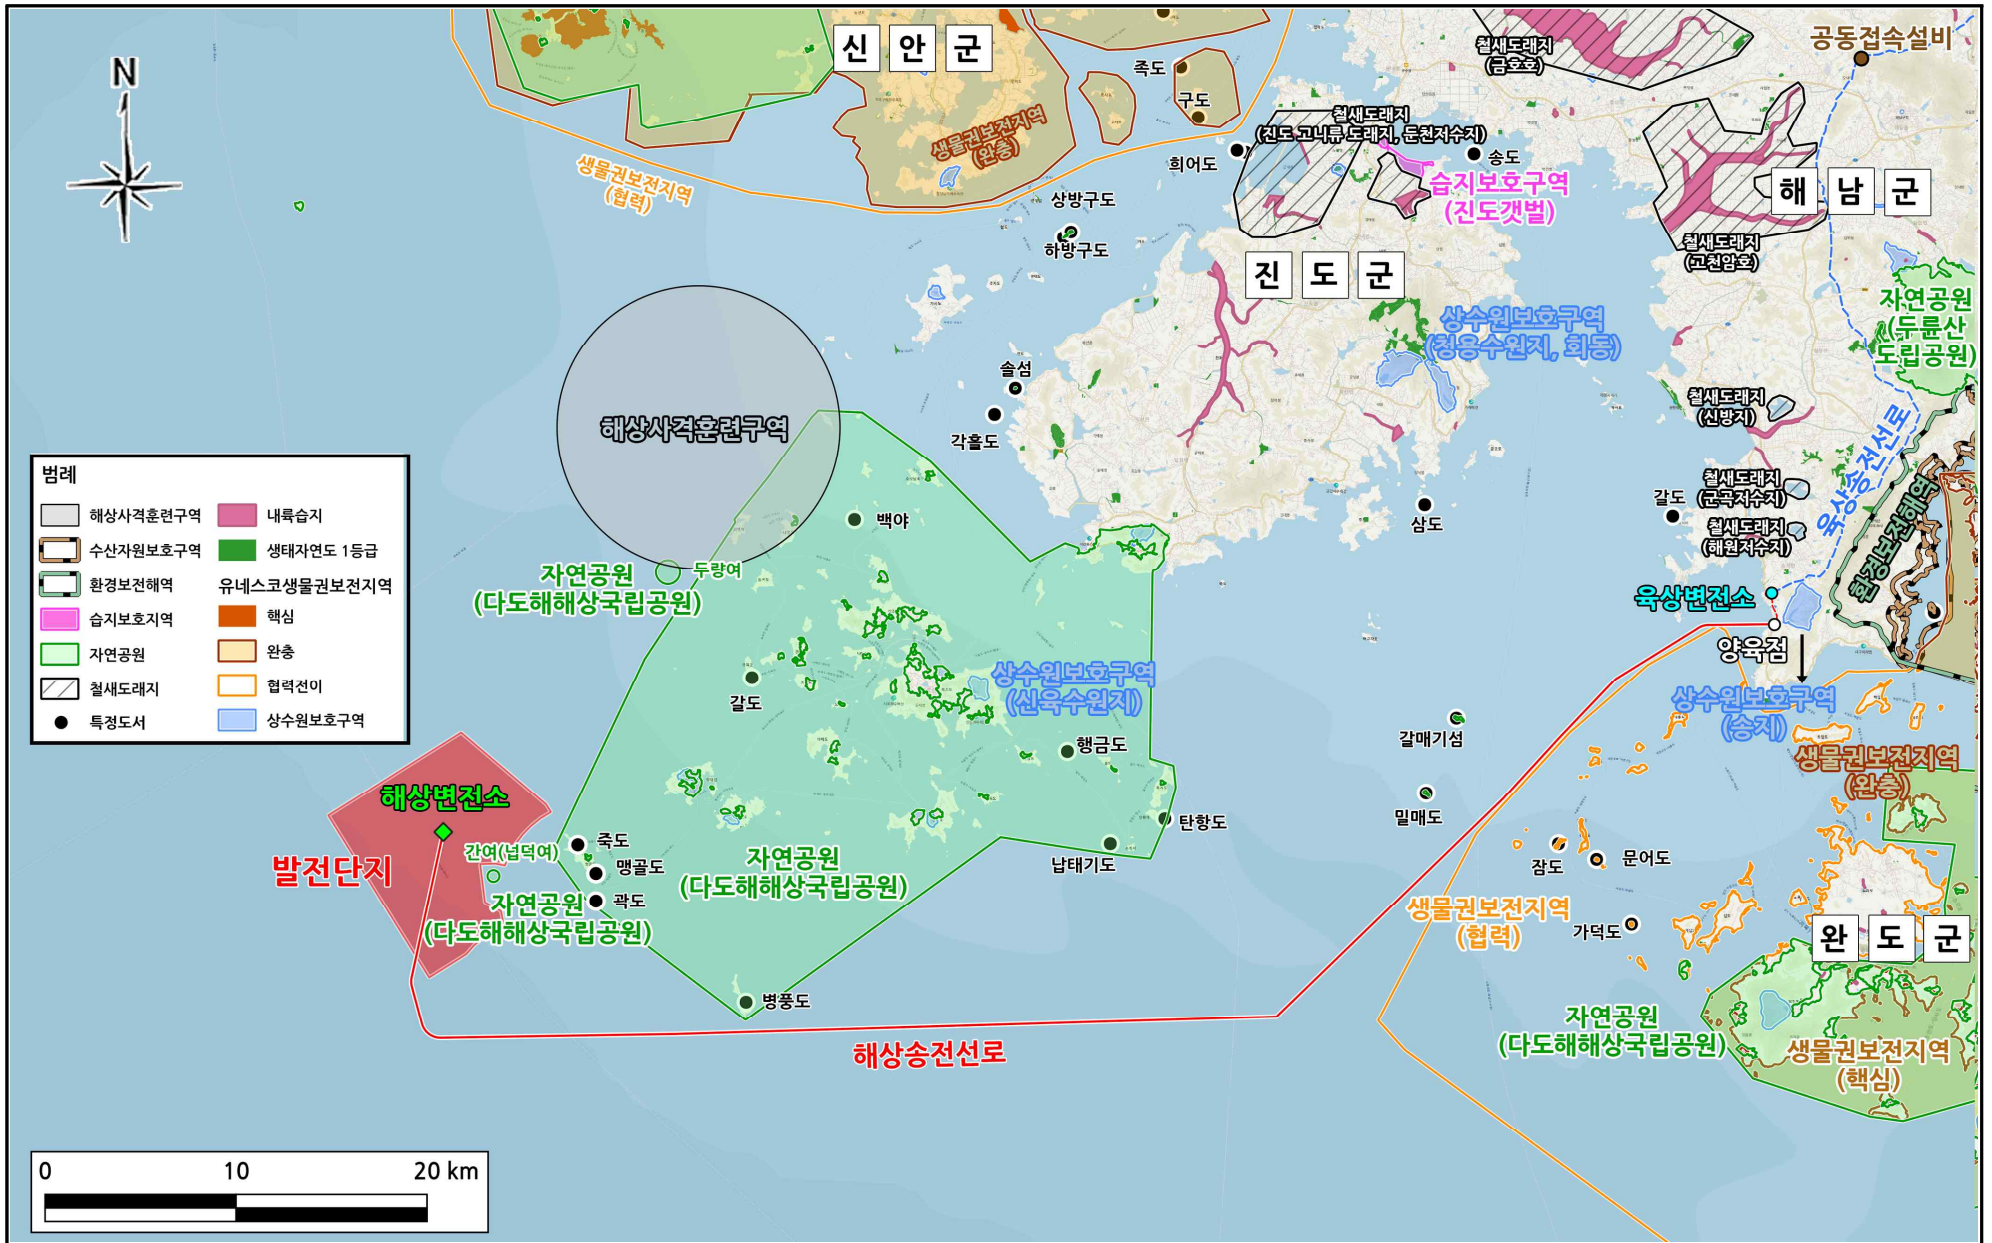 신안군
공동접속설비
철새도래지
(금호호)
족도
구도
생물권보전지역
(완충)
생물권보전지역
(협력)
철새도래지
(진도 고니류 도래지, 둔천저수지)
희어도
송도
습지보호구역
(진도갯벌)
해남군
상방구도
하방구도
철새도래지
(고천암호)
진도군
자연공원
(두륜산
도립공원)
상수원보호구역
(청용수원지, 회동)
솔섬
각흘도
해상사격훈련구역
철새도래지
(신방지)
육상송전선로
철새도래지
(군곡저수지)
갈도
삼도
철새도래지
(해원저수지)
환경보전해역
백야
두량여
자연공원
(다도해해상국립공원)
육상변전소
양육점
상수원보호구역
(송지)
갈도
상수원보호구역
(신육수원지)
행금도
갈매기섬
밀매도
생물권보전지역
(완충)
탄항도
납태기도
잠도
문어도
가덕도
해상변전소
발전단지
간여(넙덕여)
죽도
맹골도
곽도
자연공원
(다도해해상국립공원)
자연공원
(다도해해상국립공원)
생물권보전지역
(협력)
완도군
병풍도
해상송전선로
자연공원
(다도해해상국립공원)
생물권보전지역
(핵심)
N
범례
해상사격훈련구역
수산자원보호구역
환경보전해역
습지보호지역
자연공원
철새도래지
특정도서
내륙습지
생태자연도 1등급
유네스코생물권보전지역
핵심
완충
협력전이
상수원보호구역
0 10 20 km